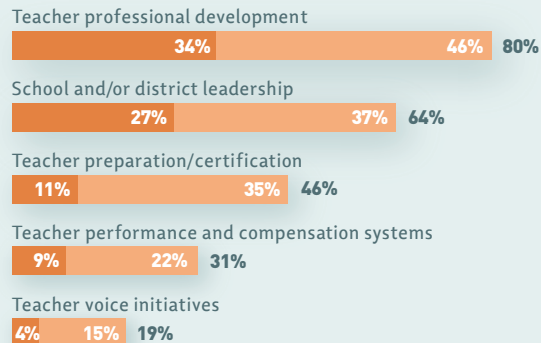 Teacher professional development
34% 46% 80%
School and/or district leadership
27% 37% 64%
Teacher preparation/certification
11% 35% 46%
Teacher performance and compensation systems
9% 22% 31%
Teacher voice initiatives
4% 15% 19%